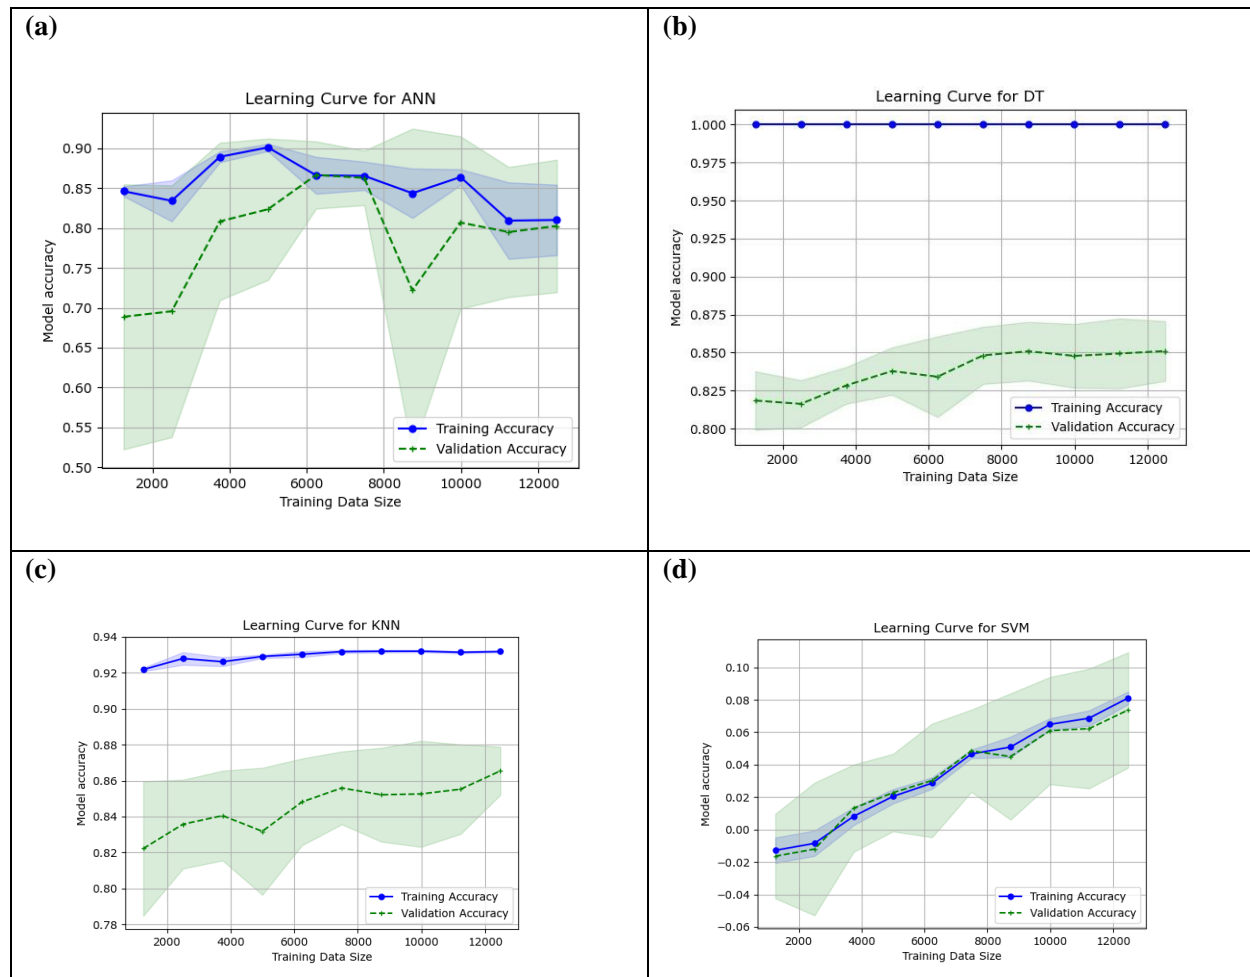 (a)
Learning Curve for ANN
Model accuracy
0.90
0.85
0.80
0.75
0.70
0.65
0.60
0.55
0.50
Training Accuracy
Validation Accuracy
2000 4000 6000 8000 10000 12000
Training Data Size
(b)
Learning Curve for DT
Model accuracy
1.000
0.975
0.950
0.925
0.900
0.875
0.850
0.825
0.800
Training Accuracy
Validation Accuracy
2000 4000 6000 8000 10000 12000
Training Data Size
(c)
Learning Curve for KNN
Model accuracy
0.94
0.92
0.90
0.88
0.86
0.84
0.82
0.80
0.78
Training Accuracy
Validation Accuracy
2000 4000 6000 8000 10000 12000
Training Data Size
(d)
Learning Curve for SVM
Model accuracy
0.10
0.08
0.06
0.04
0.02
0.00
−0.02
−0.04
−0.06
Training Accuracy
Validation Accuracy
2000 4000 6000 8000 10000 12000
Training Data Size